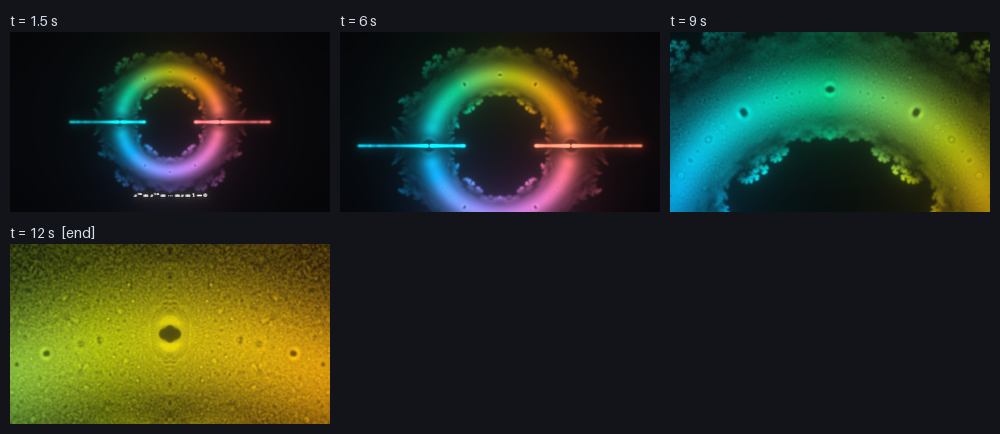 t = 1.5 s
t = 6 s
t = 9 s
t = 12 s  [end]